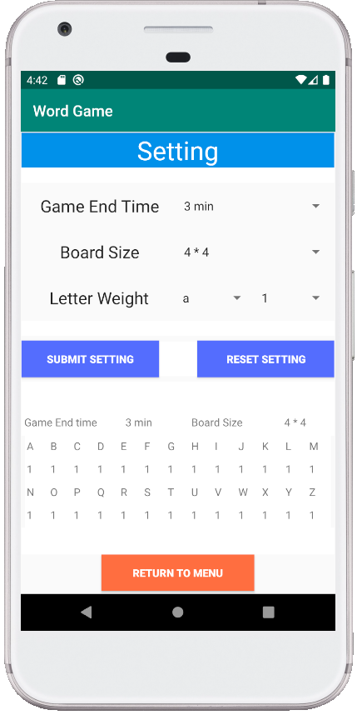 4:42
Word Game
Setting
Game End Time 3 min
Board Size 4 * 4
Letter Weight a 1
SUBMIT SETTING RESET SETTING
Game End time 3 min Board Size 4 * 4
A B C D E F G H I J K L M
1 1 1 1 1 1 1 1 1 1 1 1 1
N O P Q R S T U V W X Y Z
1 1 1 1 1 1 1 1 1 1 1 1 1
RETURN TO MENU